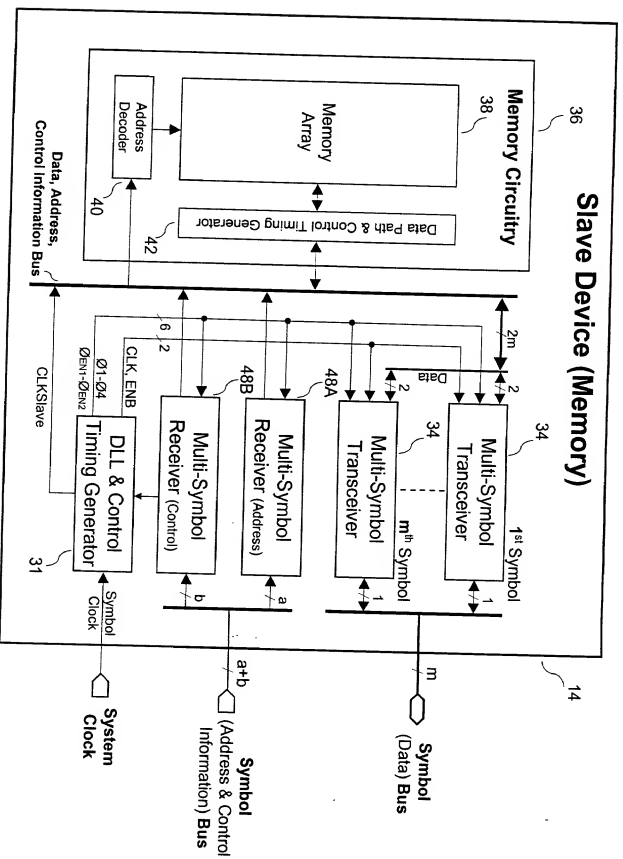 Slave Device (Memory)
36
14
Memory Circuitry
38
Memory
Array
Address
Decoder
40
Data Path & Control Timing Generator
42
Data, Address,
Control Information Bus
2m
Data
2
2
34
1st Symbol
Multi-Symbol
Transceiver
1
34
mth Symbol
Multi-Symbol
Transceiver
1
m
Symbol
(Data) Bus
48A
Multi-Symbol
Receiver (Address)
a
48B
Multi-Symbol
Receiver (Control)
b
a+b
Symbol
(Address & Control
Information) Bus
6
2
CLK, ENB
Ø1-Ø4
ØEN1-ØEN2
CLKSlave
DLL & Control
Timing Generator
31
Symbol
Clock
System
Clock